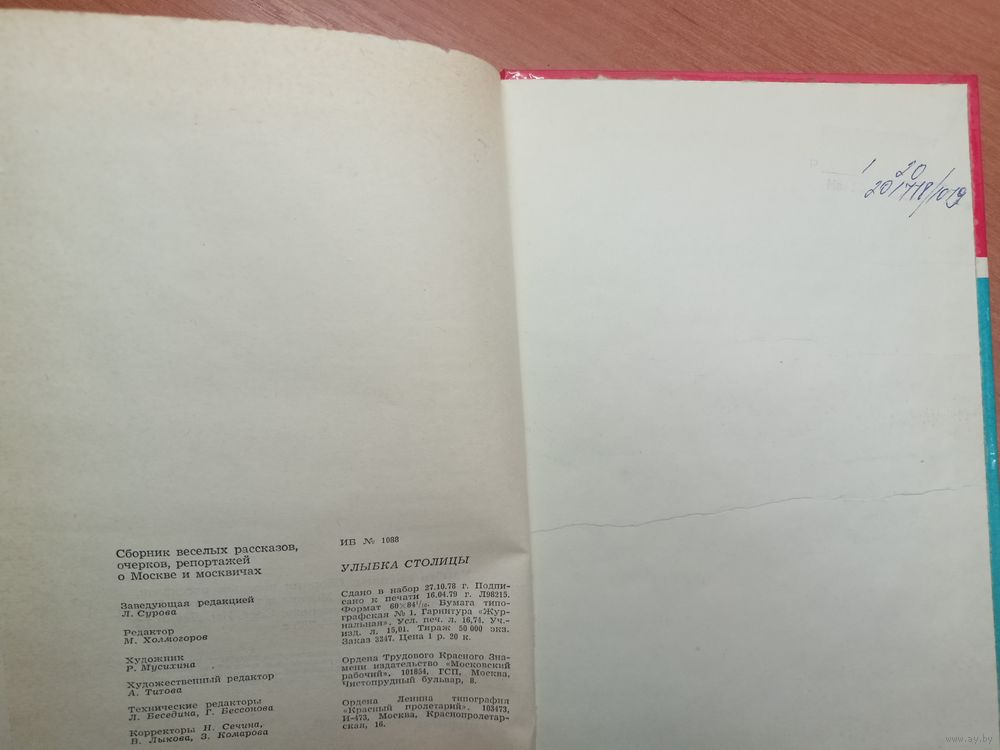 Сборник веселых рассказов,
очерков, репортажей
о Москве и москвичах
Заведующая редакцией
Л. Сурова
Редактор
М. Холмогоров
Художник
Р. Мусихина
Художественный редактор
А. Титова
Технические редакторы
Л. Беседина, Г. Бессонова
Корректоры Н. Сечина,
В. Лыкова, З. Комарова
ИБ № 1088
УЛЫБКА СТОЛИЦЫ
Сдано в набор 27.10.78 г. Подпи-
сано к печати 16.04.79 г. Л98215.
Формат 60×84¹/₁₆. Бумага типо-
графская № 1. Гарнитура «Жур-
нальная». Усл. печ. л. 16,74. Уч.-
изд. л. 15,01. Тираж 50 000 экз.
Заказ 3347. Цена 1 р. 20 к.
Ордена Трудового Красного Зна-
мени издательство «Московский
рабочий», 101854, ГСП, Москва,
Чистопрудный бульвар, 8.
Ордена Ленина типография
«Красный пролетарий». 103473,
И-473, Москва, Краснопролетар-
ская, 16.
1 20
www.ay.by